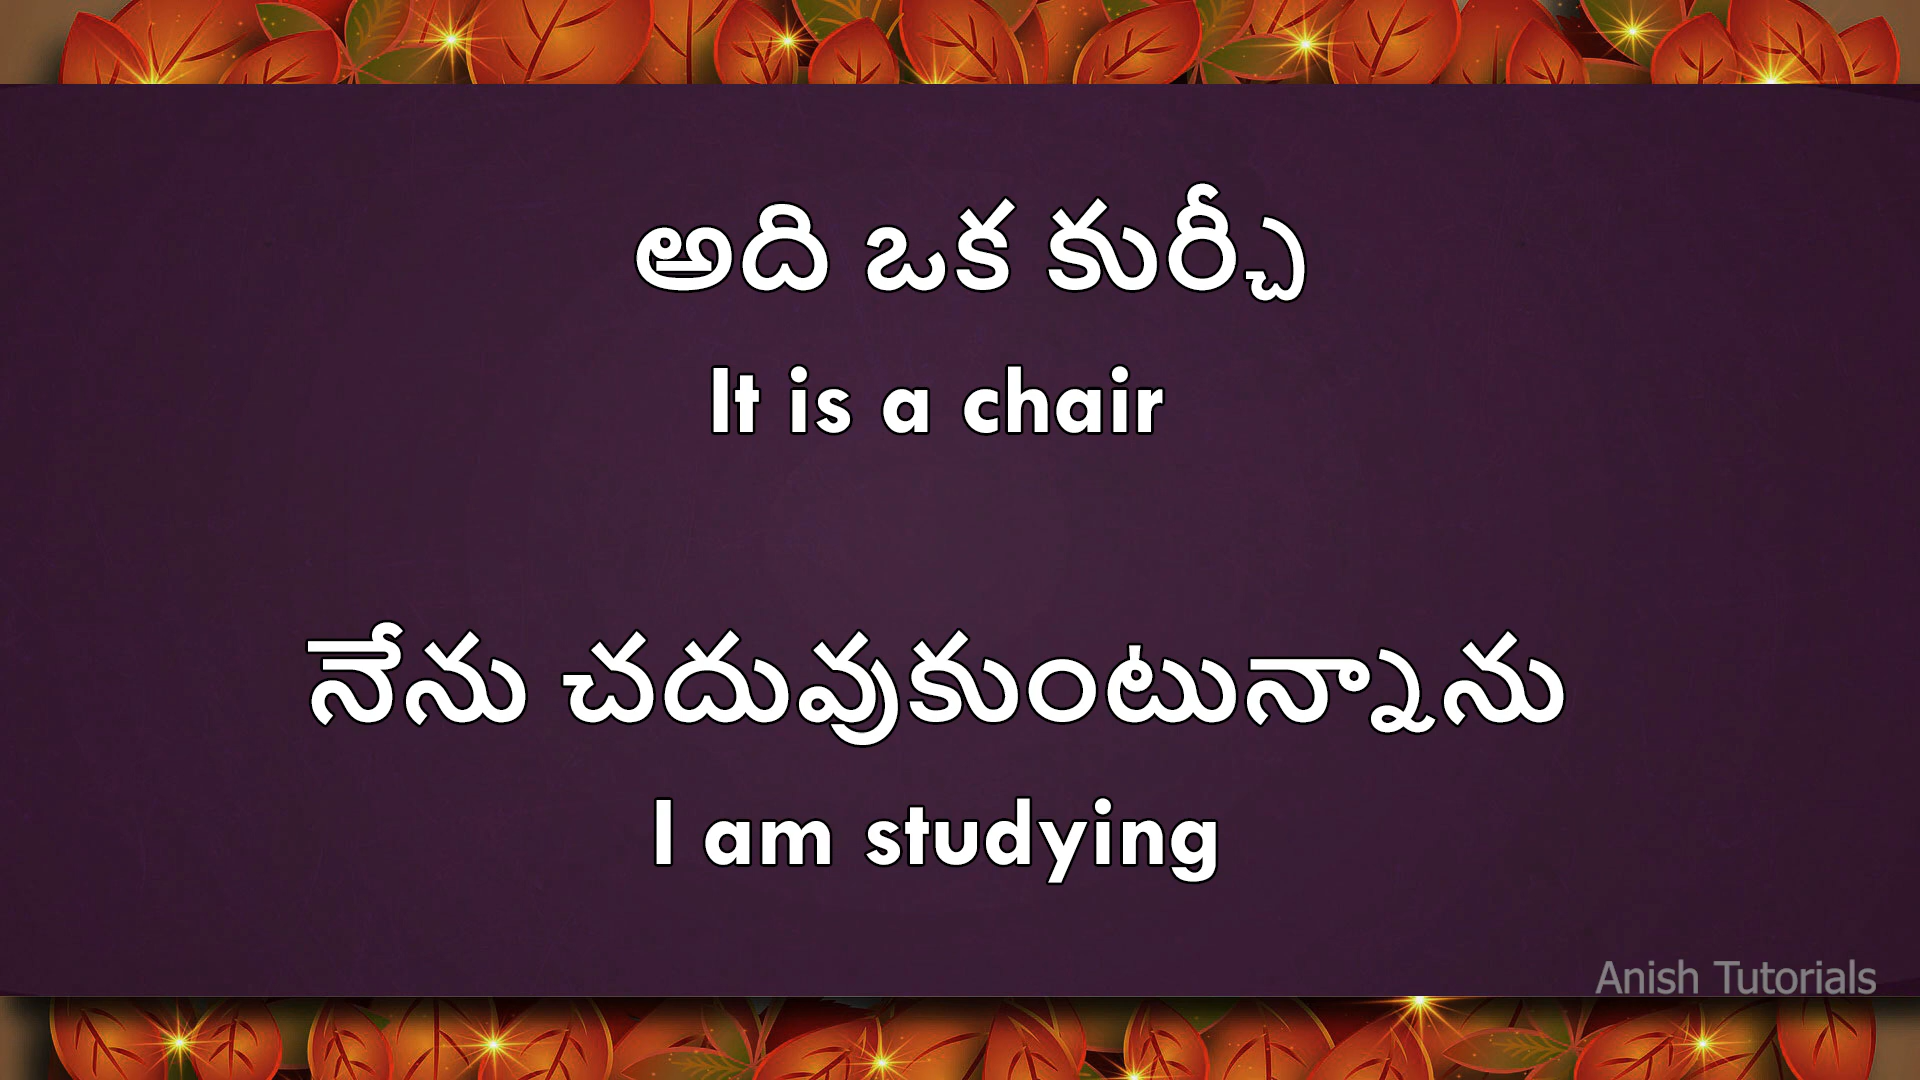 అది ఒక కుర్చీ
It is a chair
నేను చదువుకుంటున్నాను
I am studying
Anish Tutorials